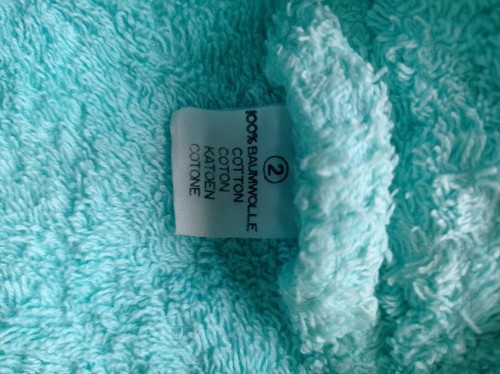 ②
100% BAUMWOLLE
COTTON
COTON
KATOEN
COTONE